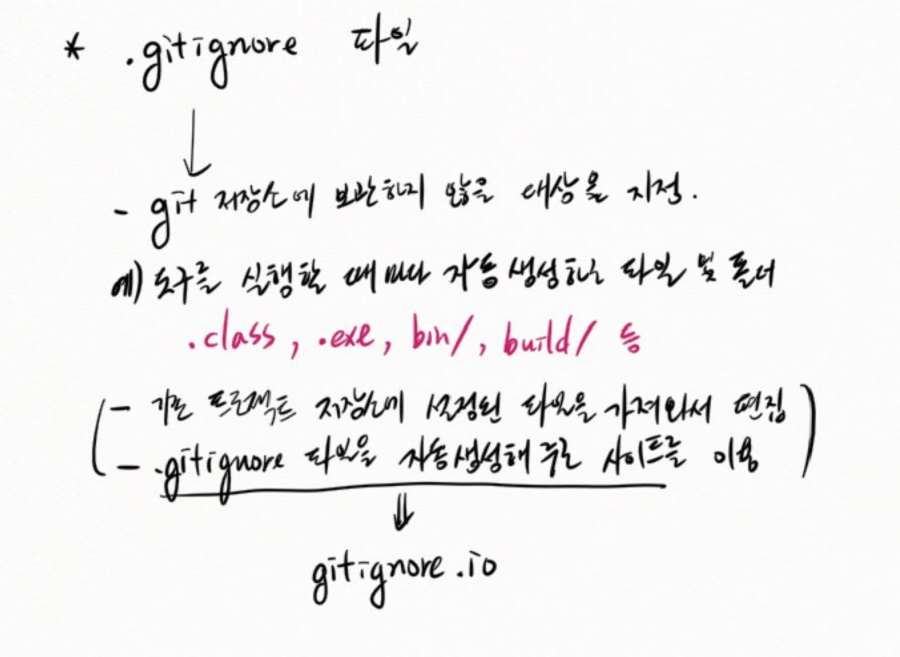 * .gitignore 파일
- git 저장소에 보관하지 않을 대상을 지정.
예) 도구를 실행할 때 마다 자동 생성하는 파일 및 폴더
.class, .exe, bin/, build/ 등
- 기존 프로젝트 저장소에 설정된 파일을 가져와서 편집
- .gitignore 파일을 자동생성해 주는 사이트를 이용
gitignore.io